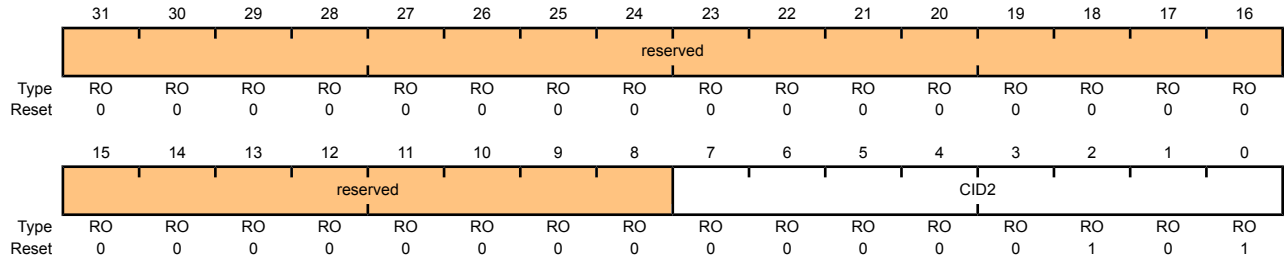 31 30 29 28 27 26 25 24 23 22 21 20 19 18 17 16
reserved
Type RO RO RO RO RO RO RO RO RO RO RO RO RO RO RO RO
Reset 0 0 0 0 0 0 0 0 0 0 0 0 0 0 0 0
15 14 13 12 11 10 9 8 7 6 5 4 3 2 1 0
reserved CID2
Type RO RO RO RO RO RO RO RO RO RO RO RO RO RO RO RO
Reset 0 0 0 0 0 0 0 0 0 0 0 0 0 1 0 1